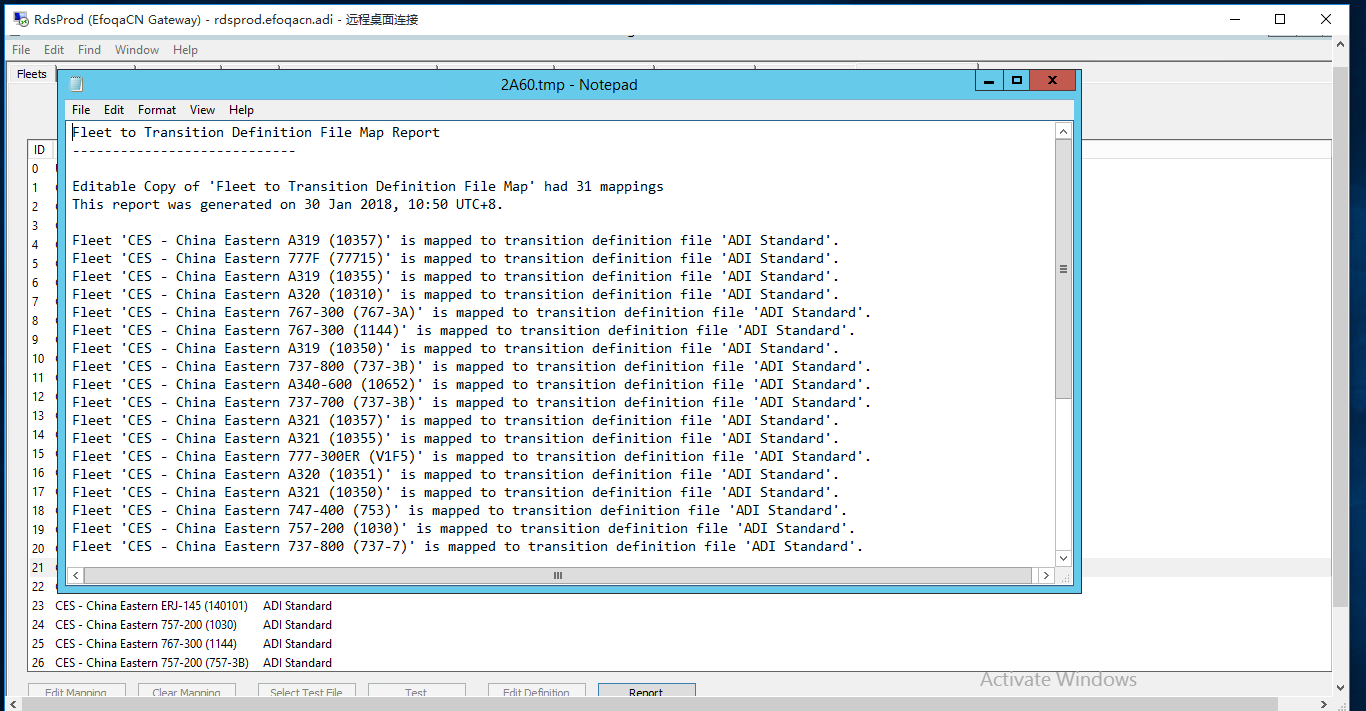 RdsProd (EfoqaCN Gateway) - rdsprod.efoqacn.adi - 远程桌面连接
File Edit Find Window Help
Fleets
2A60.tmp - Notepad
File Edit Format View Help
Fleet to Transition Definition File Map Report
----------------------------
Editable Copy of 'Fleet to Transition Definition File Map' had 31 mappings
This report was generated on 30 Jan 2018, 10:50 UTC+8.
Fleet 'CES - China Eastern A319 (10357)' is mapped to transition definition file 'ADI Standard'.
Fleet 'CES - China Eastern 777F (77715)' is mapped to transition definition file 'ADI Standard'.
Fleet 'CES - China Eastern A319 (10355)' is mapped to transition definition file 'ADI Standard'.
Fleet 'CES - China Eastern A320 (10310)' is mapped to transition definition file 'ADI Standard'.
Fleet 'CES - China Eastern 767-300 (767-3A)' is mapped to transition definition file 'ADI Standard'.
Fleet 'CES - China Eastern 767-300 (1144)' is mapped to transition definition file 'ADI Standard'.
Fleet 'CES - China Eastern A319 (10350)' is mapped to transition definition file 'ADI Standard'.
Fleet 'CES - China Eastern 737-800 (737-3B)' is mapped to transition definition file 'ADI Standard'.
Fleet 'CES - China Eastern A340-600 (10652)' is mapped to transition definition file 'ADI Standard'.
Fleet 'CES - China Eastern 737-700 (737-3B)' is mapped to transition definition file 'ADI Standard'.
Fleet 'CES - China Eastern A321 (10357)' is mapped to transition definition file 'ADI Standard'.
Fleet 'CES - China Eastern A321 (10355)' is mapped to transition definition file 'ADI Standard'.
Fleet 'CES - China Eastern 777-300ER (V1F5)' is mapped to transition definition file 'ADI Standard'.
Fleet 'CES - China Eastern A320 (10351)' is mapped to transition definition file 'ADI Standard'.
Fleet 'CES - China Eastern A321 (10350)' is mapped to transition definition file 'ADI Standard'.
Fleet 'CES - China Eastern 747-400 (753)' is mapped to transition definition file 'ADI Standard'.
Fleet 'CES - China Eastern 757-200 (1030)' is mapped to transition definition file 'ADI Standard'.
Fleet 'CES - China Eastern 737-800 (737-7)' is mapped to transition definition file 'ADI Standard'.
ID
0
1
2
3
4
5
6
7
8
9
10
11
12
13
14
15
16
17
18
19
20
21
22
23 CES - China Eastern ERJ-145 (140101) ADI Standard
24 CES - China Eastern 757-200 (1030) ADI Standard
25 CES - China Eastern 767-300 (1144) ADI Standard
26 CES - China Eastern 757-200 (757-3B) ADI Standard
Edit Mapping Clear Mapping Select Test File Test Edit Definition Report
Activate Windows